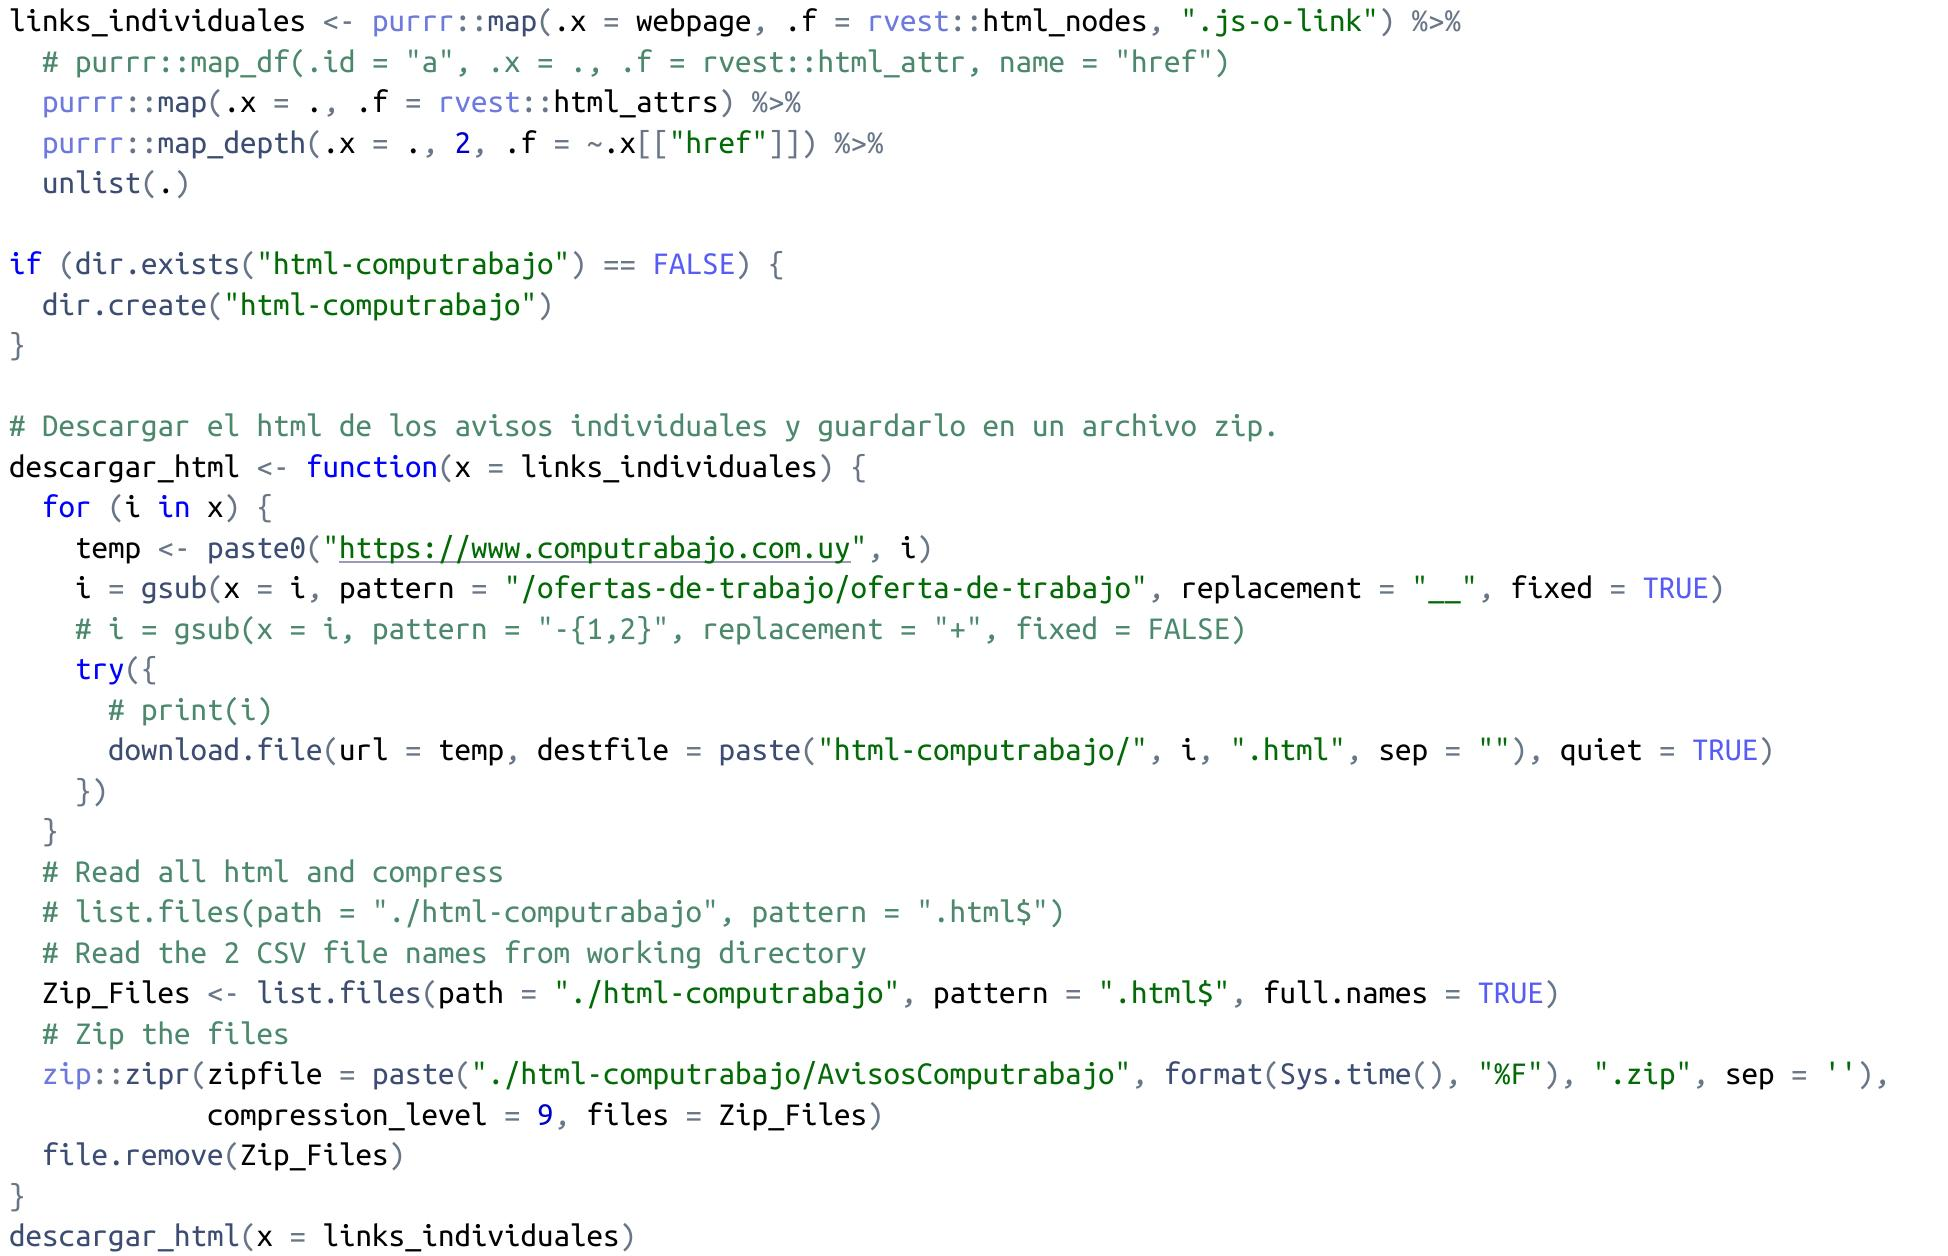 links_individuales <- purrr::map(.x = webpage, .f = rvest::html_nodes, ".js-o-link") %>%
  # purrr::map_df(.id = "a", .x = ., .f = rvest::html_attr, name = "href")
  purrr::map(.x = ., .f = rvest::html_attrs) %>%
  purrr::map_depth(.x = ., 2, .f = ~.x[["href"]]) %>%
  unlist(.)

if (dir.exists("html-computrabajo") == FALSE) {
  dir.create("html-computrabajo")
}

# Descargar el html de los avisos individuales y guardarlo en un archivo zip.
descargar_html <- function(x = links_individuales) {
  for (i in x) {
    temp <- paste0("https://www.computrabajo.com.uy", i)
    i = gsub(x = i, pattern = "/ofertas-de-trabajo/oferta-de-trabajo", replacement = "__", fixed = TRUE)
    # i = gsub(x = i, pattern = "-{1,2}", replacement = "+", fixed = FALSE)
    try({
      # print(i)
      download.file(url = temp, destfile = paste("html-computrabajo/", i, ".html", sep = ""), quiet = TRUE)
    })
  }
  # Read all html and compress
  # list.files(path = "./html-computrabajo", pattern = ".html$")
  # Read the 2 CSV file names from working directory
  Zip_Files <- list.files(path = "./html-computrabajo", pattern = ".html$", full.names = TRUE)
  # Zip the files
  zip::zipr(zipfile = paste("./html-computrabajo/AvisosComputrabajo", format(Sys.time(), "%F"), ".zip", sep = ''),
            compression_level = 9, files = Zip_Files)
  file.remove(Zip_Files)
}
descargar_html(x = links_individuales)